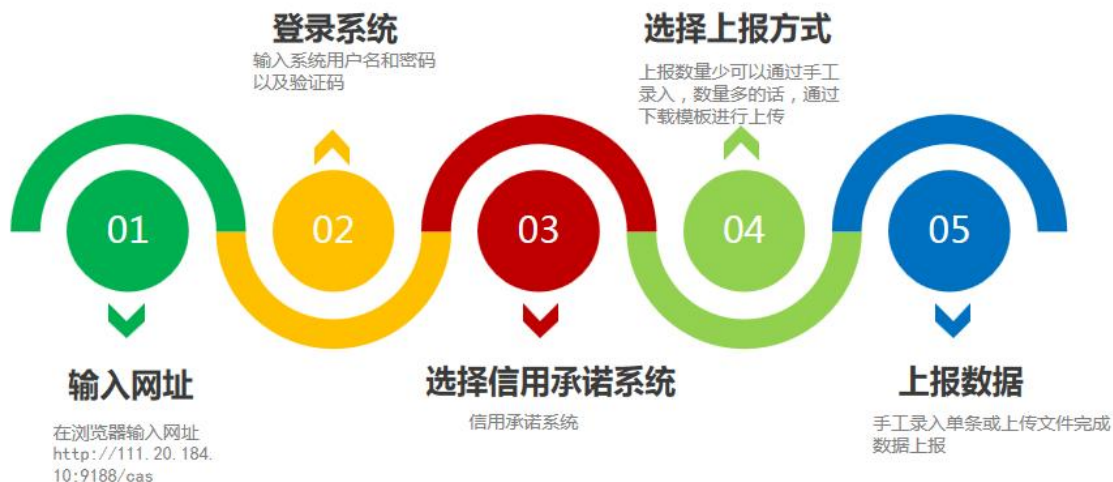 01
输入网址
在浏览器输入网址
http://111.20.184.
10:9188/cas
登录系统
输入系统用户名和密码
以及验证码
02
03
选择信用承诺系统
信用承诺系统
选择上报方式
上报数量少可以通过手工
录入，数量多的话，通过
下载模板进行上传
04
05
上报数据
手工录入单条或上传文件完成
数据上报